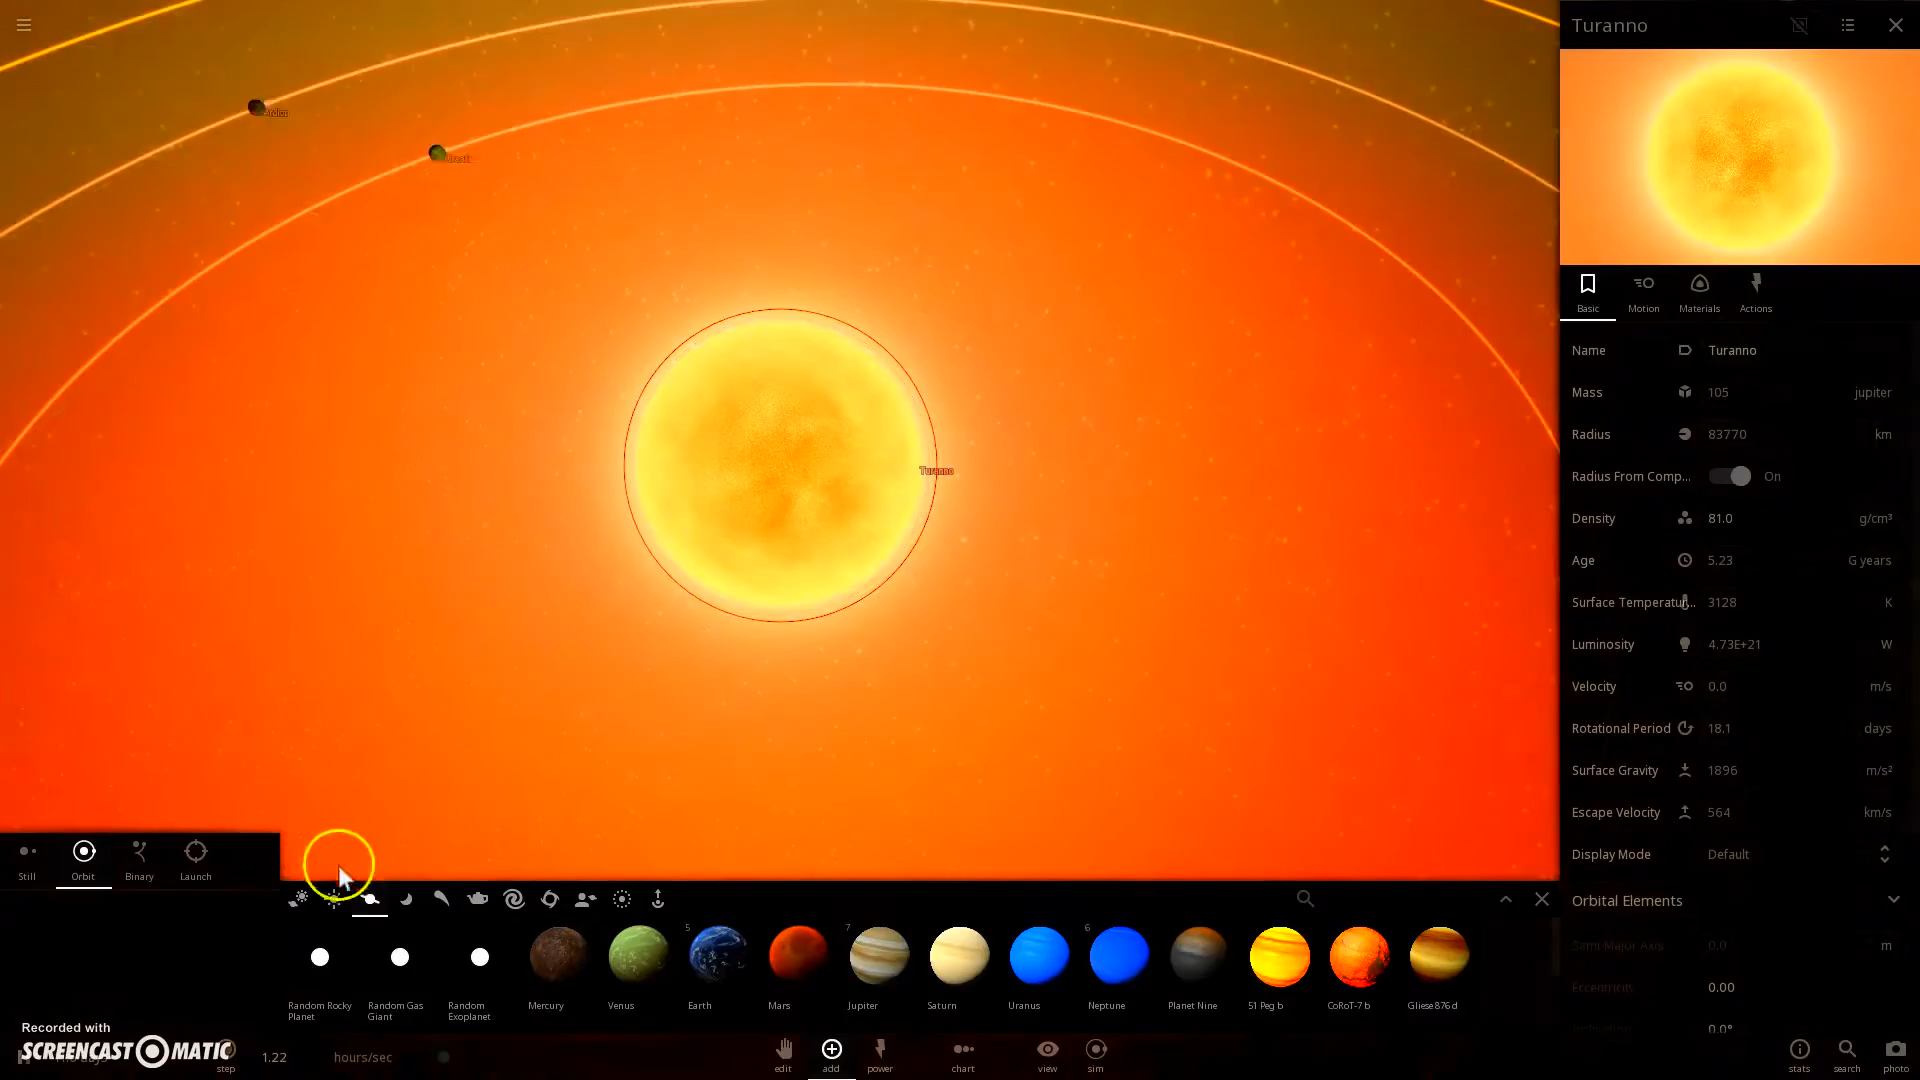 Turanno
Turanno
Basic
Motion
Materials
Actions
Name Turanno
Mass 105 jupiter
Radius 83770 km
Radius From Comp... On
Density 81.0 g/cm³
Age 5.23 G years
Surface Temperatur... 3128 K
Luminosity 4.73E+21 W
Velocity 0.0 m/s
Rotational Period 18.1 days
Surface Gravity 1896 m/s²
Escape Velocity 564 km/s
Display Mode Default
Orbital Elements
Semi Major Axis 0.0 m
Eccentricity 0.00
0.0°
Still
Orbit
Binary
Launch
5
7
6
Random Rocky
Planet
Random Gas
Giant
Random
Exoplanet
Mercury
Venus
Earth
Mars
Jupiter
Saturn
Uranus
Neptune
Planet Nine
51 Peg b
CoRoT-7 b
Gliese 876 d
Recorded with
SCREENCAST MATIC
step
1.22 hours/sec
edit
add
power
chart
view
sim
stats
search
photo